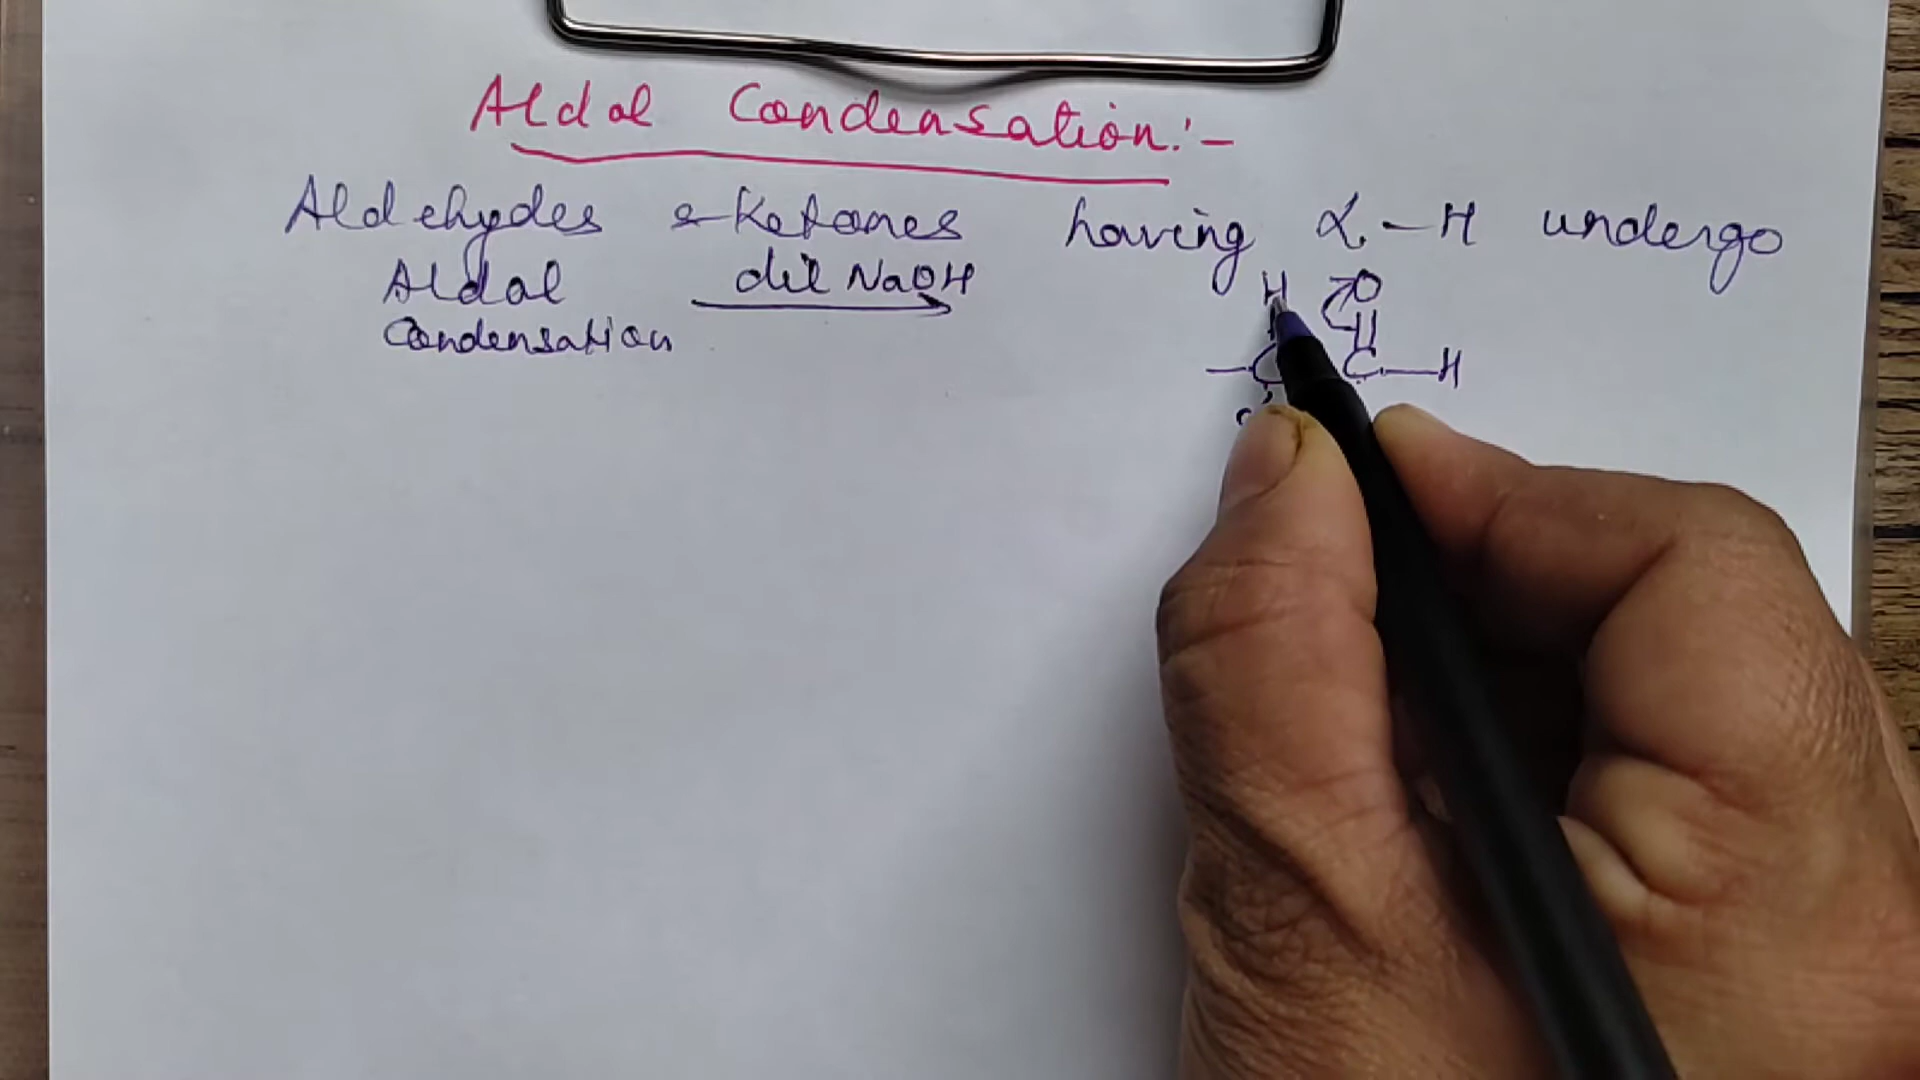 Aldol Condensation:-
Aldehydes & Ketones having α-H undergo
Aldol dil NaOH
Condensation
H O
-C C-H